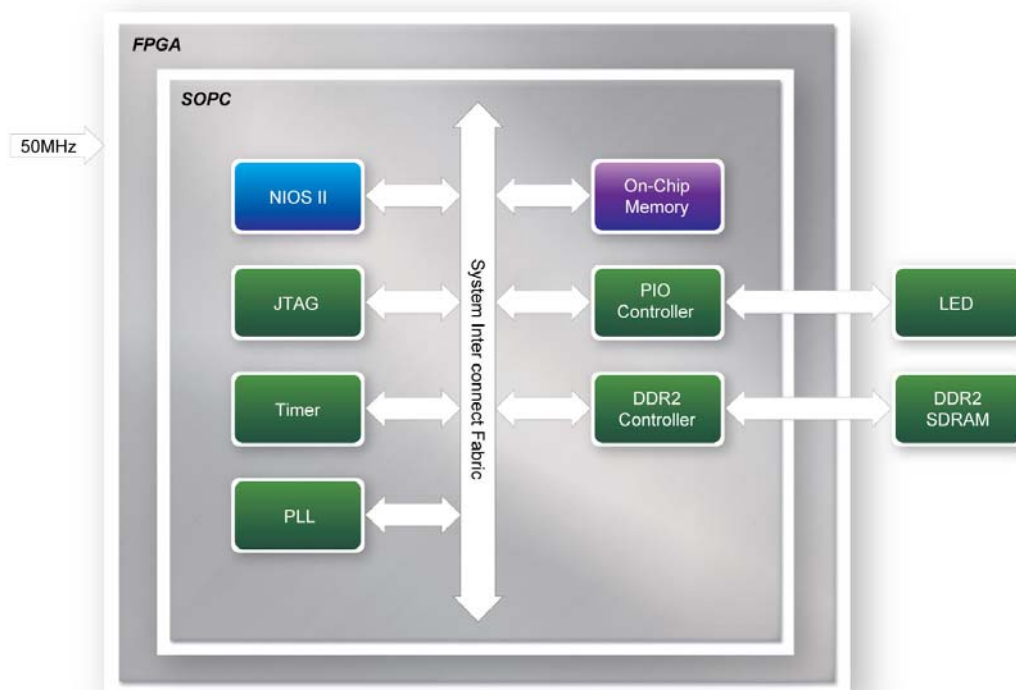 FPGA
SOPC
50MHz
NIOS II
On-Chip
Memory
JTAG
System Inter connect Fabric
PIO
Controller
LED
Timer
DDR2
Controller
DDR2
SDRAM
PLL